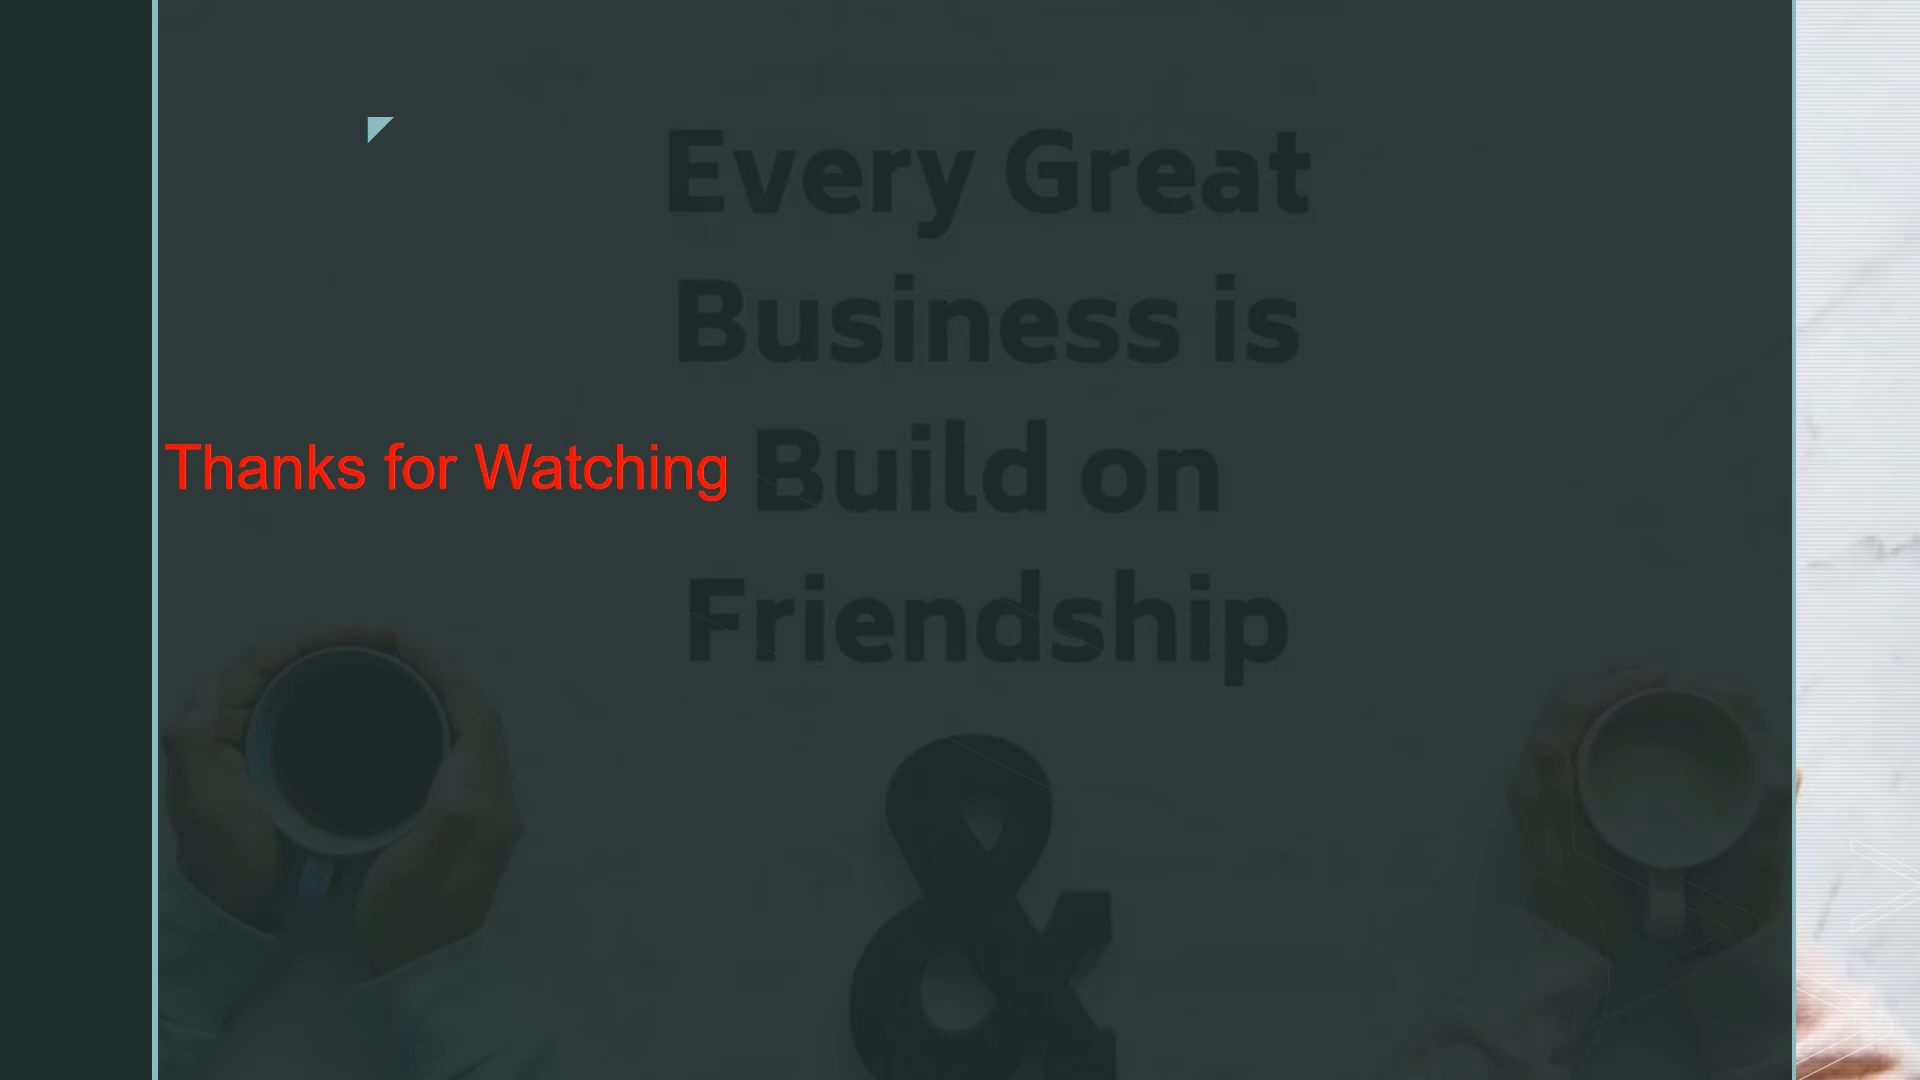 Every Great
Business is
Thanks for Watching
Build on
Friendship
&